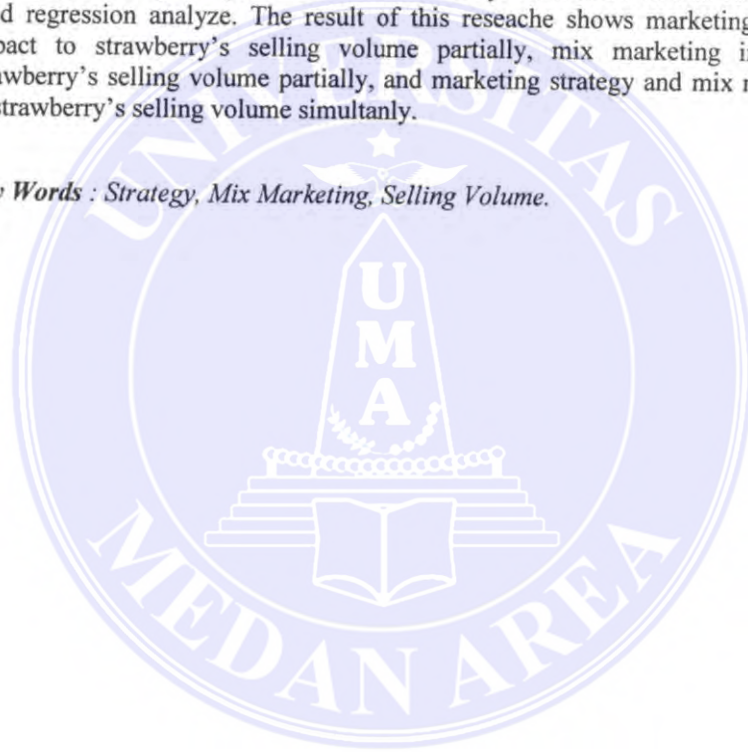 d regression analyze. The result of this reseache shows marketing
pact to strawberry's selling volume partially, mix marketing i
awberry's selling volume partially, and marketing strategy and mix
strawberry's selling volume simultanly.
Words : Strategy, Mix Marketing, Selling Volume.
UNIVERSITAS
UMA
MEDAN AREA